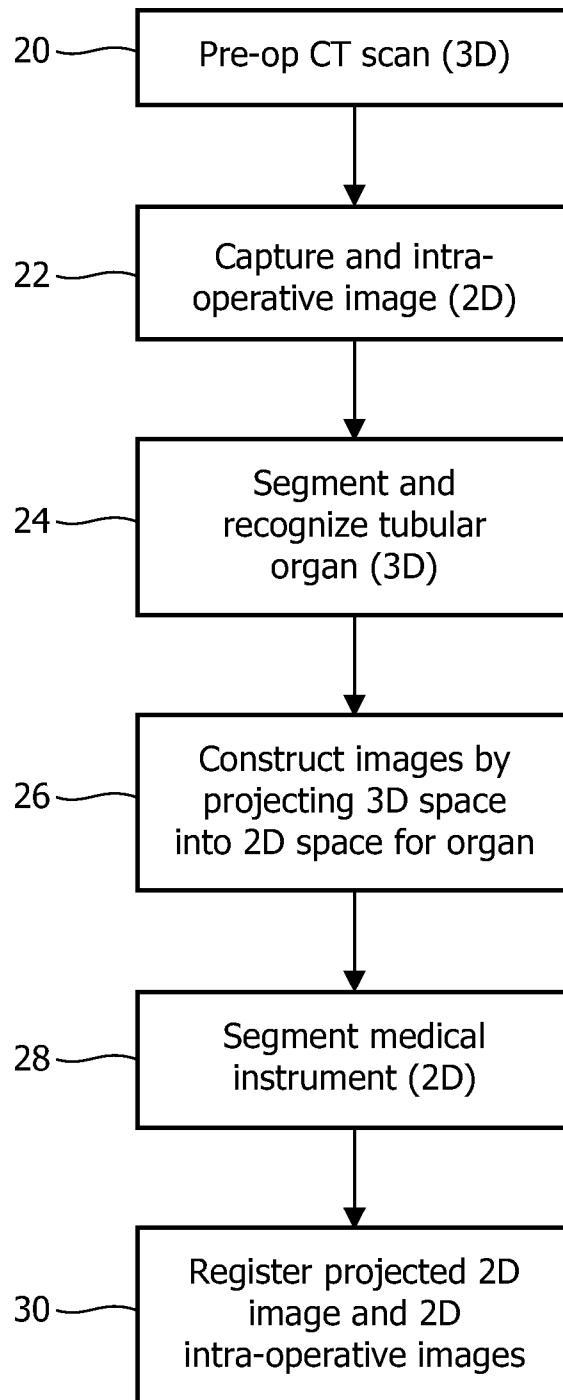 20
Pre-op CT scan (3D)
22
Capture and intra-
operative image (2D)
24
Segment and
recognize tubular
organ (3D)
26
Construct images by
projecting 3D space
into 2D space for organ
28
Segment medical
instrument (2D)
30
Register projected 2D
image and 2D
intra-operative images